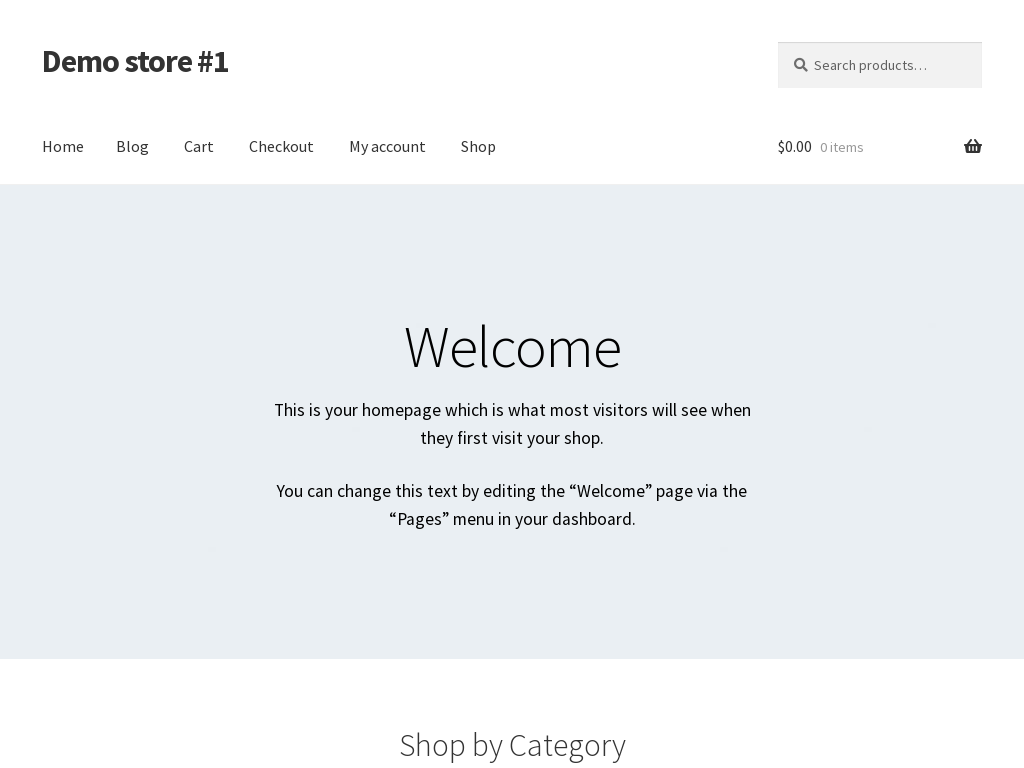 Demo store #1
Search products…
Home Blog Cart Checkout My account Shop
$0.00 0 items
Welcome
This is your homepage which is what most visitors will see when
they first visit your shop.
You can change this text by editing the “Welcome” page via the
“Pages” menu in your dashboard.
Shop by Category